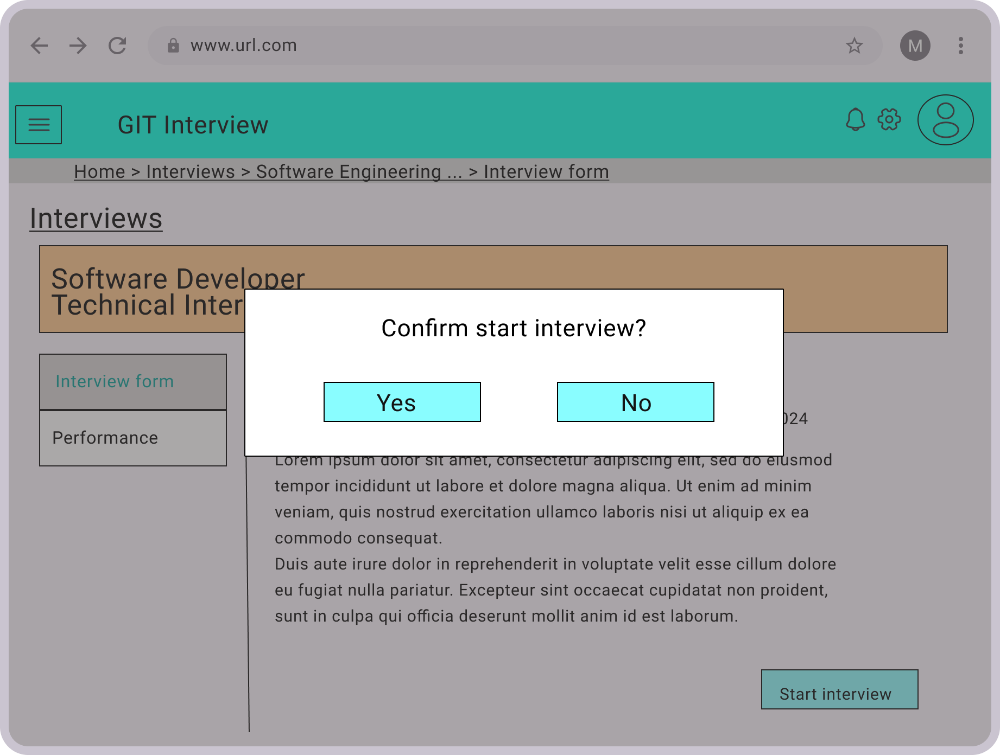 www.url.com
M
GIT Interview
Home > Interviews > Software Engineering ... > Interview form
Interviews
Software Developer
Technical Inter
Confirm start interview?
Yes
No
Interview form
Performance
024
Lorem ipsum dolor sit amet, consectetur adipiscing elit, sed do eiusmod
tempor incididunt ut labore et dolore magna aliqua. Ut enim ad minim
veniam, quis nostrud exercitation ullamco laboris nisi ut aliquip ex ea
commodo consequat.
Duis aute irure dolor in reprehenderit in voluptate velit esse cillum dolore
eu fugiat nulla pariatur. Excepteur sint occaecat cupidatat non proident,
sunt in culpa qui officia deserunt mollit anim id est laborum.
Start interview